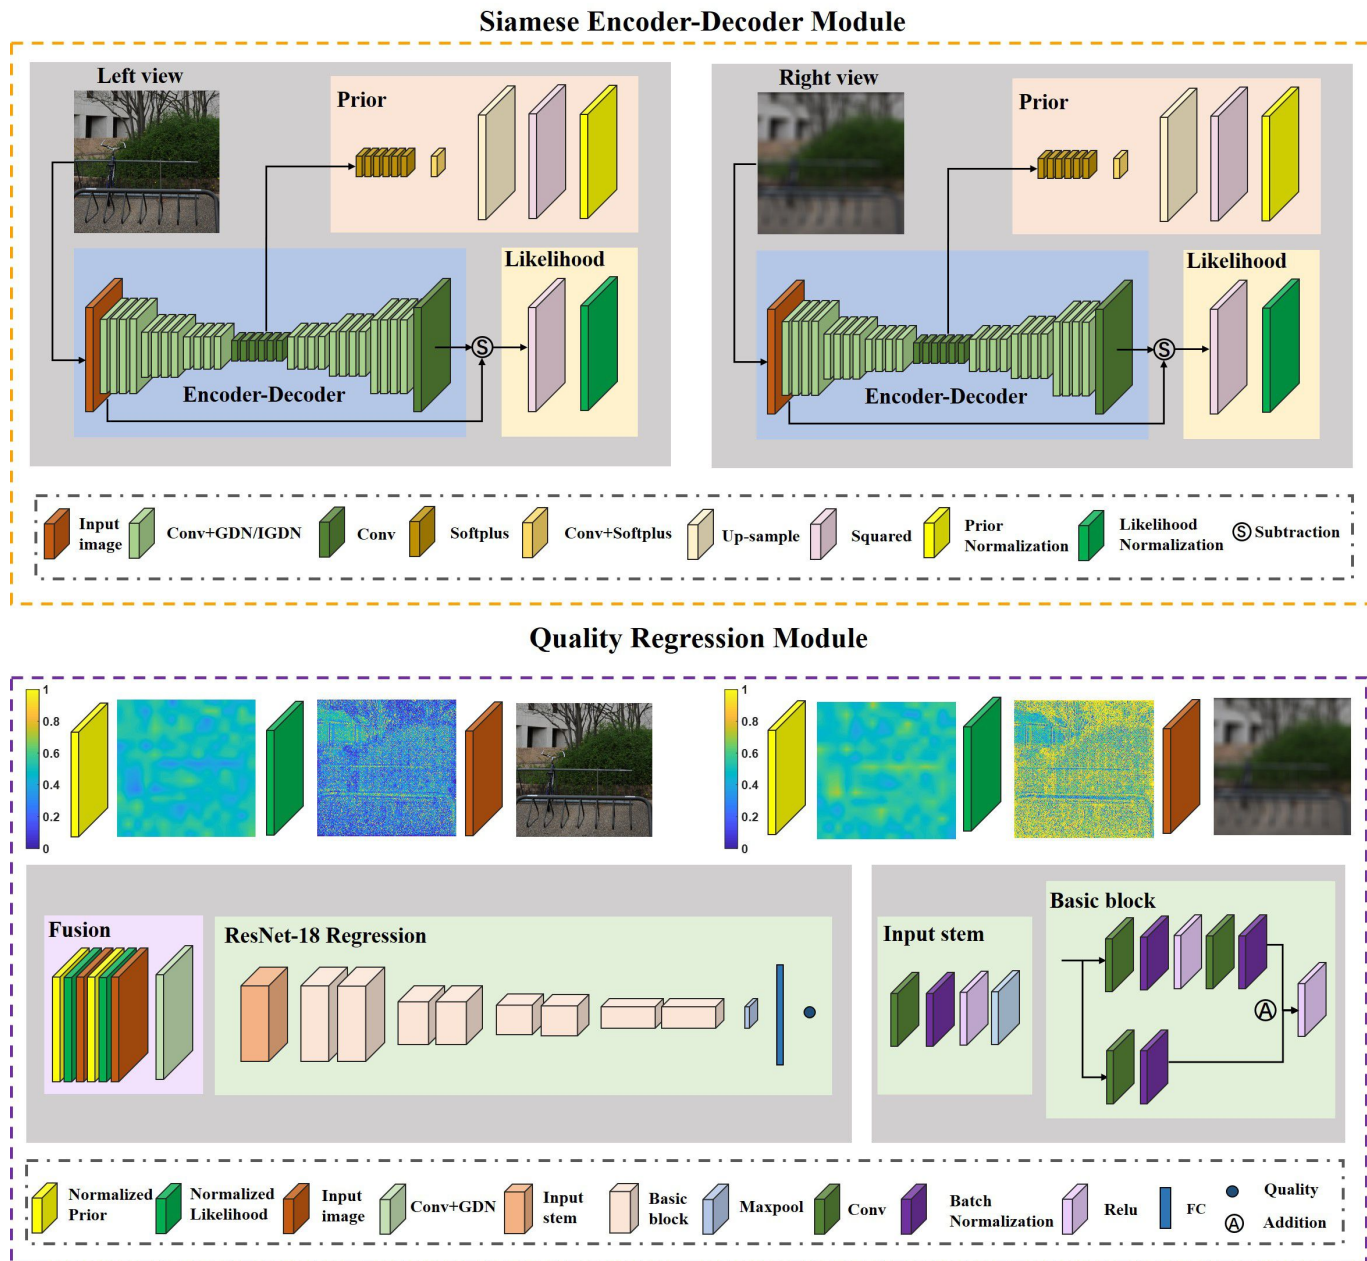 Siamese Encoder-Decoder Module
Left view
Prior
Likelihood
S
Encoder-Decoder
Right view
Prior
Likelihood
S
Encoder-Decoder
Input
image
Conv+GDN/IGDN
Conv
Softplus
Conv+Softplus
Up-sample
Squared
Prior
Normalization
Likelihood
Normalization
S Subtraction
Quality Regression Module
1
0.8
0.6
0.4
0.2
0
1
0.8
0.6
0.4
0.2
0
Fusion
ResNet-18 Regression
Input stem
Basic block
A
Normalized
Prior
Normalized
Likelihood
Input
image
Conv+GDN
Input
stem
Basic
block
Maxpool
Conv
Batch
Normalization
Relu
FC
Quality
A Addition